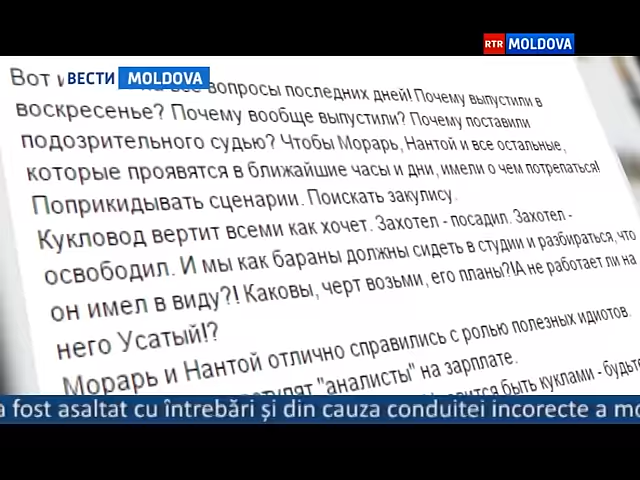 RTR MOLDOVA
ВЕСТИ MOLDOVA
Вот и вопросы последних дней! Почему выпустили в
воскресенье? Почему вообще выпустили? Почему поставили
подозрительного судью? Чтобы Морарь, Нантой и все остальные,
которые проявятся в ближайшие часы и дни, имели о чем потрепаться!
Поприкидывать сценарии. Поискать закулису.
Кукловод вертит всеми как хочет. Захотел - посадил. Захотел -
освободил. И мы как бараны должны сидеть в студии и разбираться, что
он имел в виду?! Каковы, черт возьми, его планы?!А не работает ли на
него Усатый!?
Морарь и Нантой отлично справились с ролью полезных идиотов.
"аналисты" на зарплате.
быть куклами - будьте
a fost asaltat cu întrebări și din cauza conduitei incorecte a mo